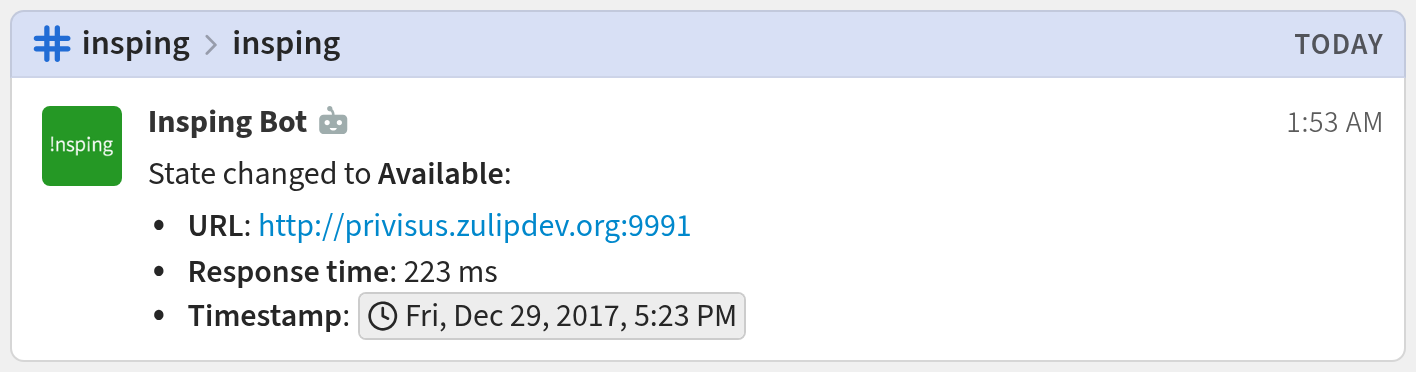 insping > insping TODAY
!nsping
Insping Bot 1:53 AM
State changed to Available:
• URL: http://privisus.zulipdev.org:9991
• Response time: 223 ms
• Timestamp: Fri, Dec 29, 2017, 5:23 PM